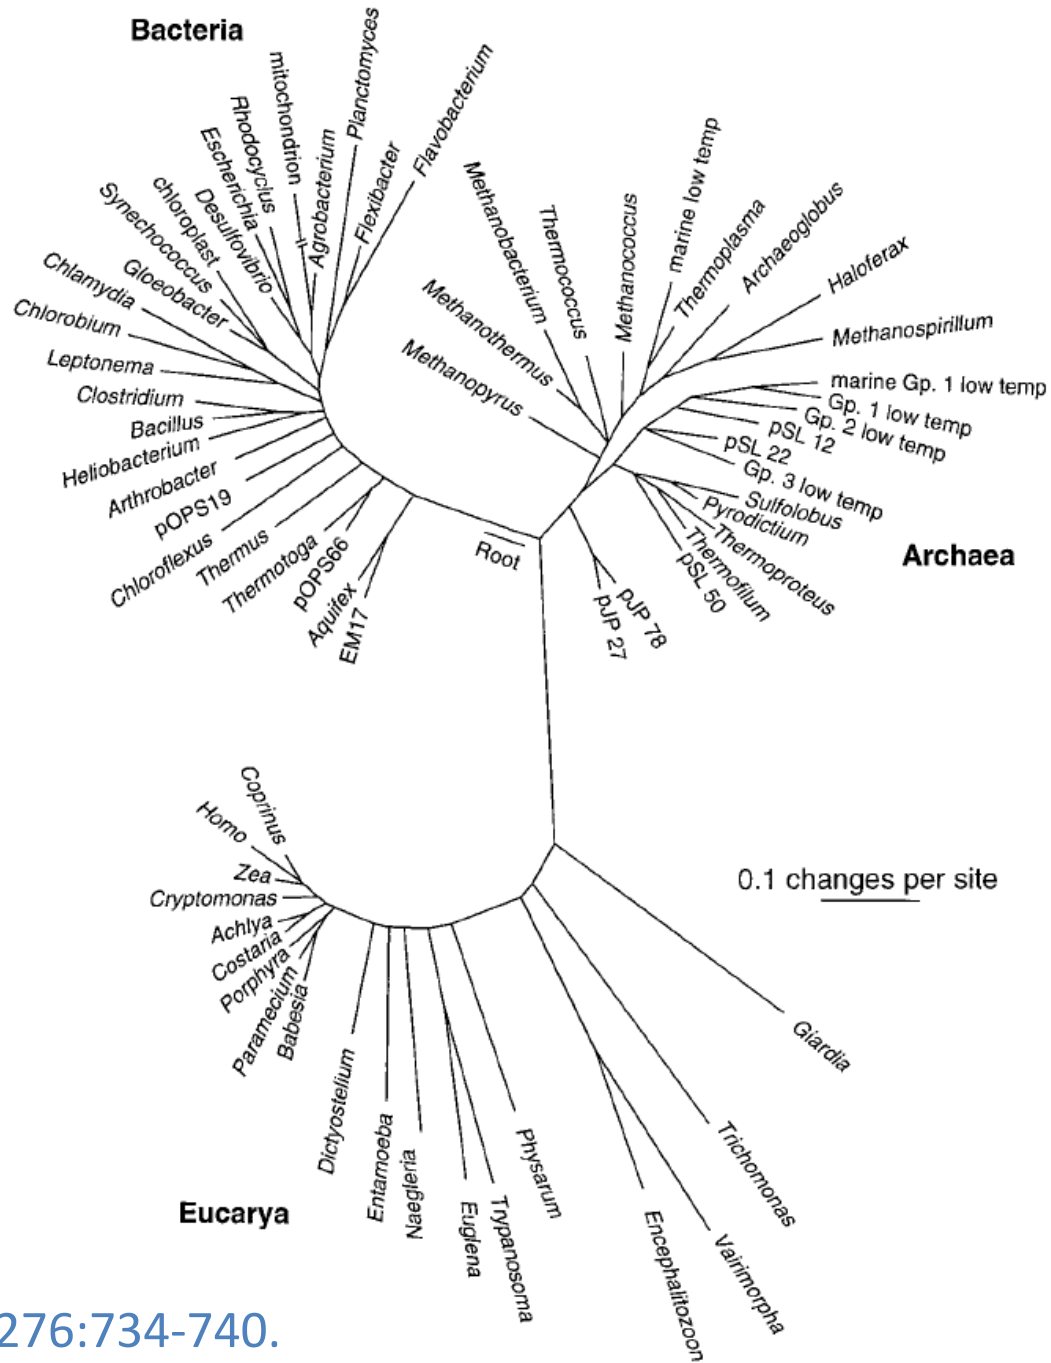 Bacteria
Planctomyces
mitochondrion
Flavobacterium
Rhodocyclus
Escherichia
Agrobacterium
Flexibacter
Desulfovibrio
chloroplast
Synechococcus
Gloeobacter
Chlamydia
Chlorobium
Leptonema
Clostridium
Bacillus
Heliobacterium
Arthrobacter
pOPS19
Chloroflexus
Thermus
Thermotoga
pOPS66
Aquifex
EM17
Root
Methanopyrus
Methanothermus
Methanobacterium
Thermococcus
Methanococcus
marine low temp
Thermoplasma
Archaeoglobus
Haloferax
Methanospirillum
marine Gp. 1 low temp
Gp. 1 low temp
Gp. 2 low temp
pSL 12
pSL 22
Gp. 3 low temp
Sulfolobus
Pyrodictium
Thermoproteus
Thermofilum
pSL 50
pJP 78
pJP 27
Archaea
Coprinus
Homo
Zea
Cryptomonas
Achlya
Costaria
Porphyra
Paramecium
Babesia
Dictyostelium
Entamoeba
Naegleria
Euglena
Trypanosoma
Physarum
Encephalitozoon
Vairimorpha
Trichomonas
Giardia
0.1 changes per site
Eucarya
276:734-740.